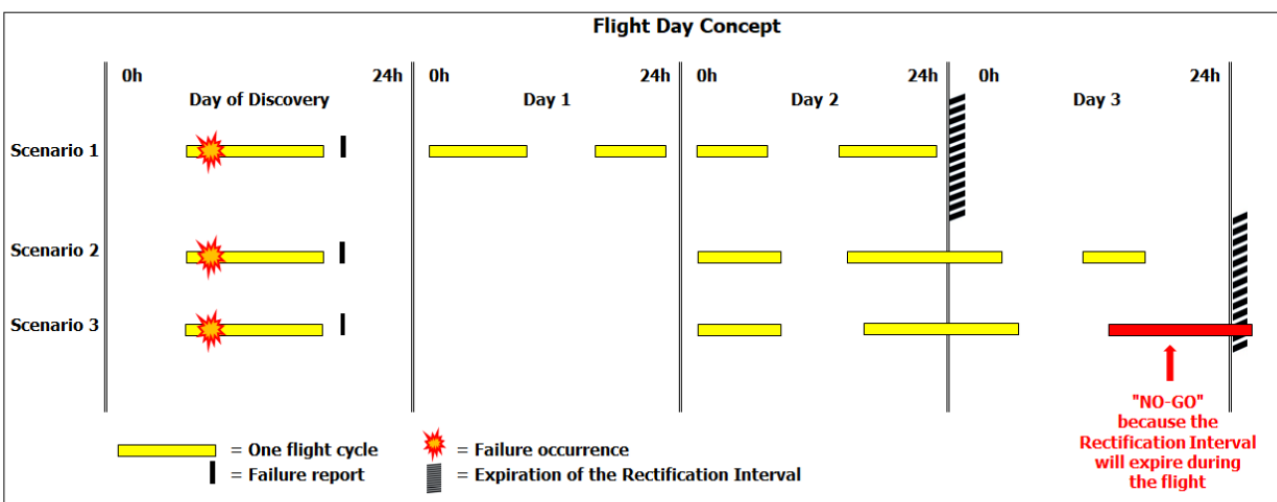 Flight Day Concept
0h 24h 0h 24h 0h 24h 0h 24h
Day of Discovery Day 1 Day 2 Day 3
Scenario 1
Scenario 2
Scenario 3
"NO-GO"
because the
Rectification Interval
will expire during
the flight
= One flight cycle = Failure occurrence
= Failure report = Expiration of the Rectification Interval